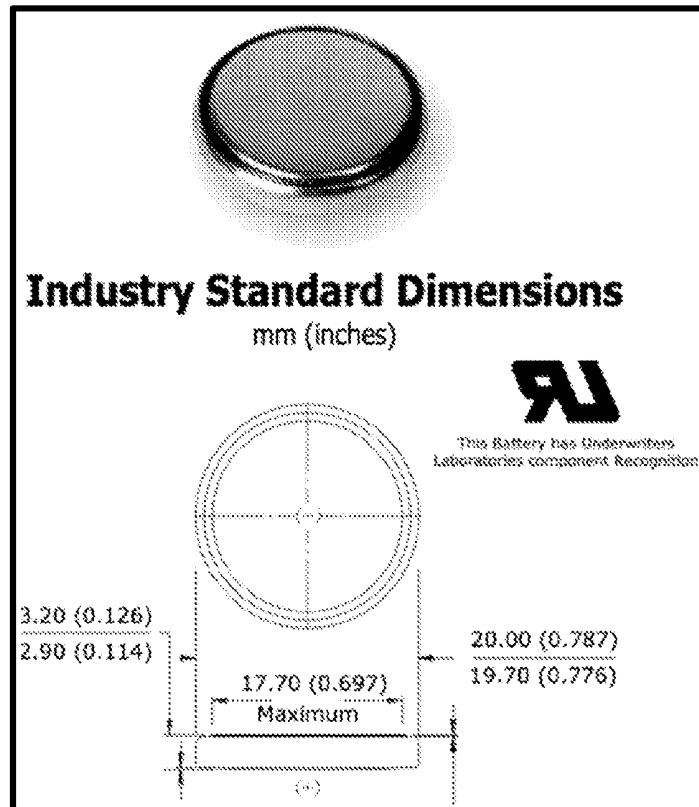 Industry Standard Dimensions
mm (inches)
This Battery has Underwriters
Laboratories component Recognition
(-)
3.20 (0.126)
2.90 (0.114)
20.00 (0.787)
19.70 (0.776)
17.70 (0.697)
Maximum
(+)